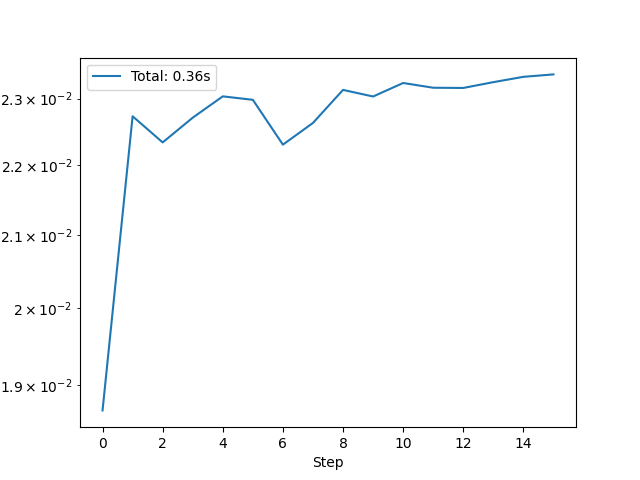 Total: 0.36s
2.3 × 10⁻²
2.2 × 10⁻²
2.1 × 10⁻²
2 × 10⁻²
1.9 × 10⁻²
0 2 4 6 8 10 12 14
Step